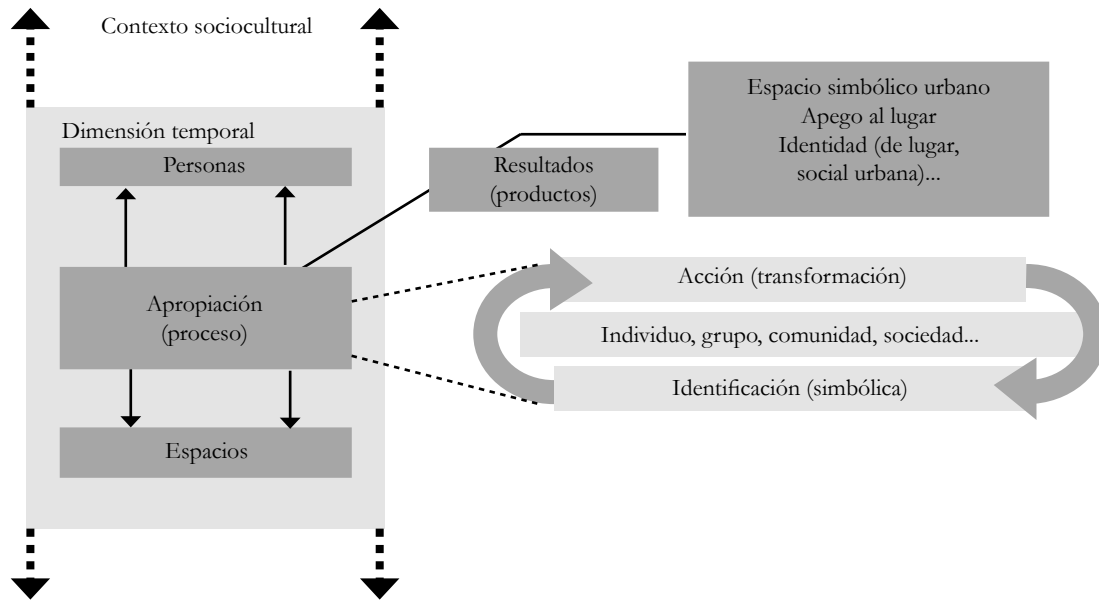 Contexto sociocultural
Dimensión temporal
Personas
Apropiación
(proceso)
Espacios
Resultados
(productos)
Espacio simbólico urbano
Apego al lugar
Identidad (de lugar,
social urbana)...
Acción (transformación)
Individuo, grupo, comunidad, sociedad...
Identificación (simbólica)